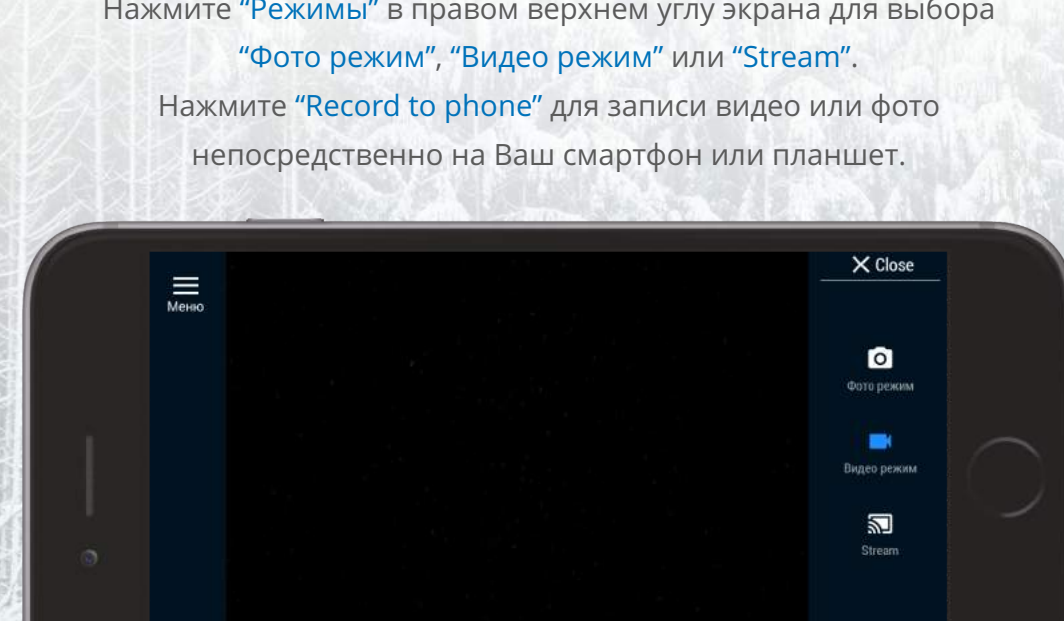 Нажмите “Режимы” в правом верхнем углу экрана для выбора
“Фото режим”, “Видео режим” или “Stream”.
Нажмите “Record to phone” для записи видео или фото
непосредственно на Ваш смартфон или планшет.
Меню
Close
Фото режим
Видео режим
Stream